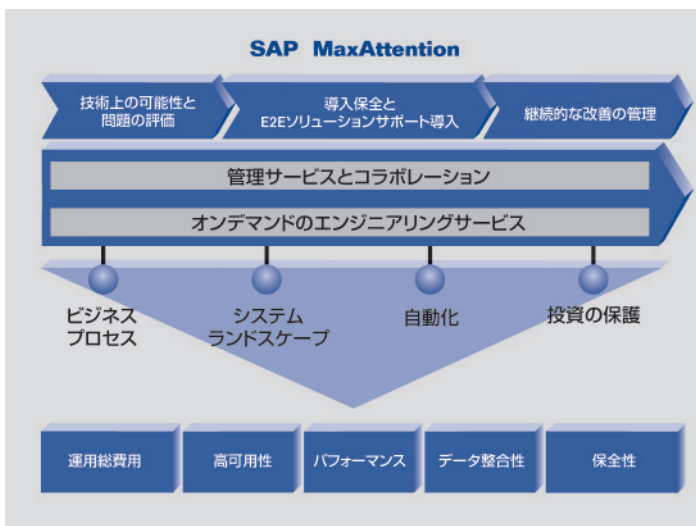 SAP MaxAttention
技術上の可能性と
問題の評価
導入保全と
E2Eソリューションサポート導入
継続的な改善の管理
管理サービスとコラボレーション
オンデマンドのエンジニアリングサービス
ビジネス
プロセス
システム
ランドスケープ
自動化
投資の保護
運用総費用
高可用性
パフォーマンス
データ整合性
保全性